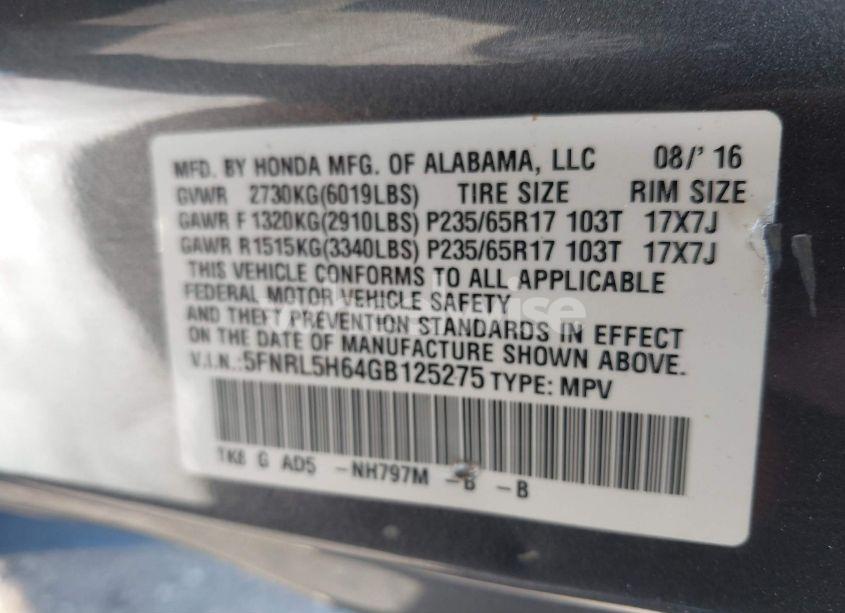 MFD. BY HONDA MFG. OF ALABAMA, LLC 08/' 16
GVWR 2730KG(6019LBS) TIRE SIZE RIM SIZE
GAWR F 1320KG(2910LBS) P235/65R17 103T 17X7J
GAWR R1515KG(3340LBS) P235/65R17 103T 17X7J
THIS VEHICLE CONFORMS TO ALL APPLICABLE
FEDERAL MOTOR VEHICLE SAFETY
AND THEFT PREVENTION STANDARDS IN EFFECT
ON THE DATE OF MANUFACTURE SHOWN ABOVE.
V.I.N.:5FNRL5H64GB125275 TYPE: MPV
TK8 G AD5 -NH797M -B -B